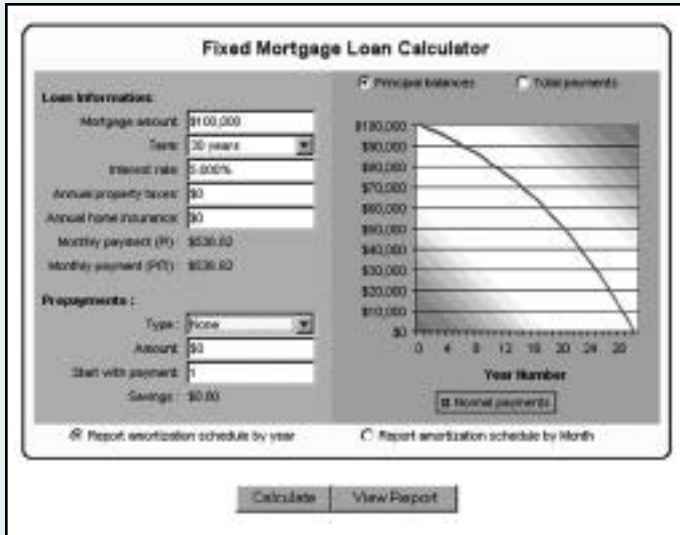 Fixed Mortgage Loan Calculator
Principal balances
Total payments
Loan Information:
Mortgage amount: $100,000
Term: 30 years
Interest rate: 5.000%
Annual property taxes: $0
Annual home insurance: $0
Monthly payment (PI): $536.82
Monthly payment (PITI): $536.82
Prepayments :
Type : None
Amount: $0
Start with payment: 1
Savings : $0.00
$100,000
$90,000
$80,000
$70,000
$60,000
$50,000
$40,000
$30,000
$20,000
$10,000
$0
0 4 8 12 16 20 24 28
Year Number
Normal payments
Report amortization schedule by year
Report amortization schedule by Month
Calculate
View Report